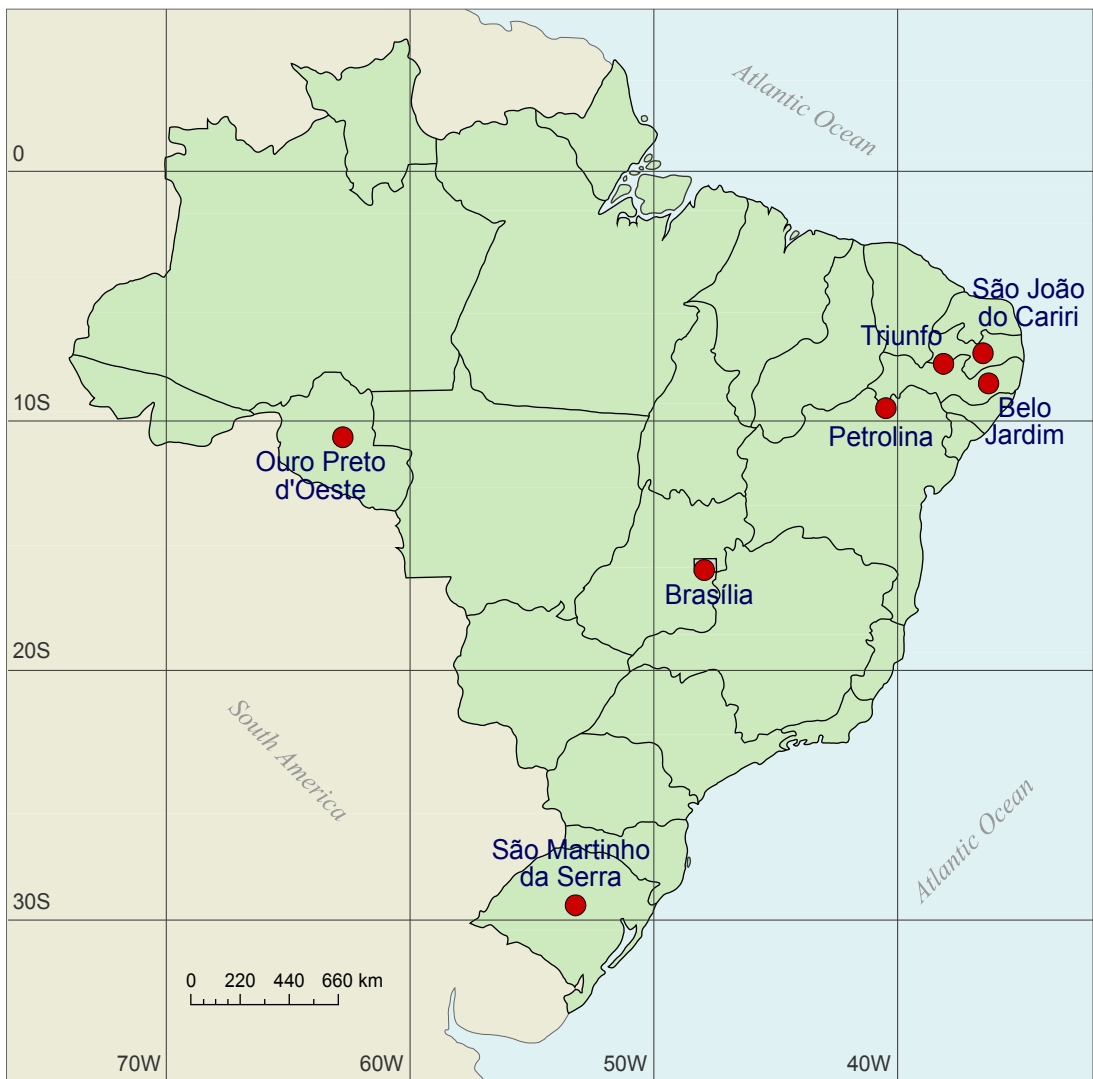 Atlantic Ocean
0
São João
do Cariri
Triunfo
10S
Belo
Jardim
Petrolina
Ouro Preto
d'Oeste
Brasília
20S
South America
Atlantic Ocean
São Martinho
da Serra
30S
0 220 440 660 km
70W 60W 50W 40W